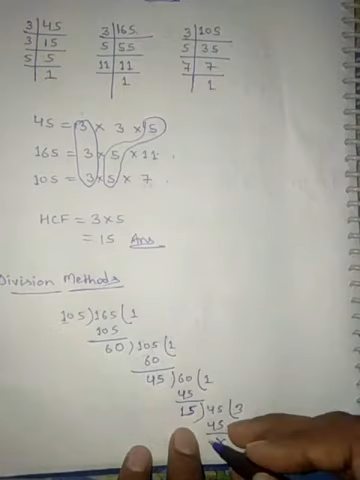 3 | 45
3 | 15
5 | 5
1
3 | 165
5 | 55
11 | 11
1
3 | 105
5 | 35
7 | 7
1
45 = 3 × 3 × 5
165 = 3 × 5 × 11 .
105 = 3 × 5 × 7 .
HCF = 3 × 5
= 15 Ans
Division Methods
105 ) 165 ( 1
105
60 ) 105 ( 1
60
45 ) 60 ( 1
45
15 ) 45 ( 3
45
×